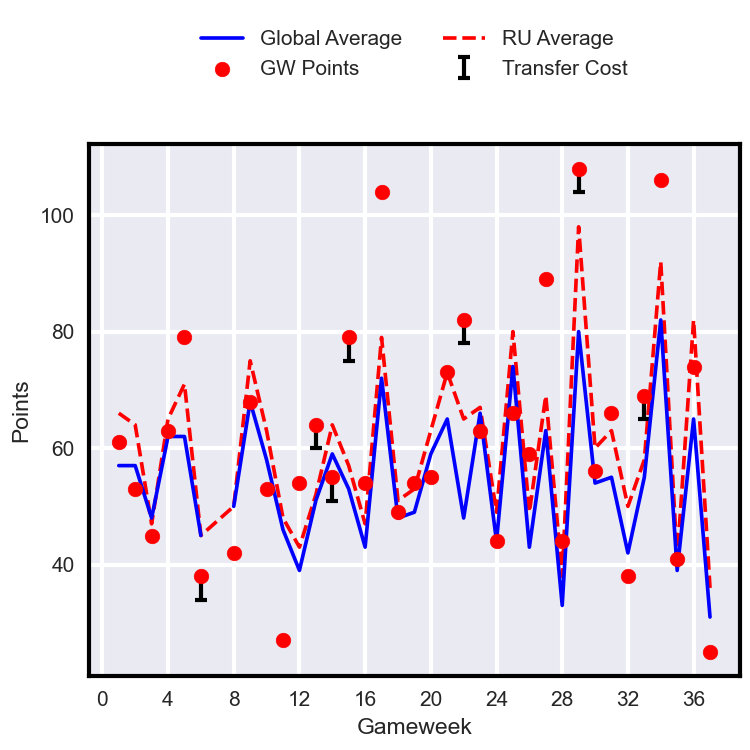 Global Average RU Average
GW Points Transfer Cost
Points
100
80
60
40
0 4 8 12 16 20 24 28 32 36
Gameweek